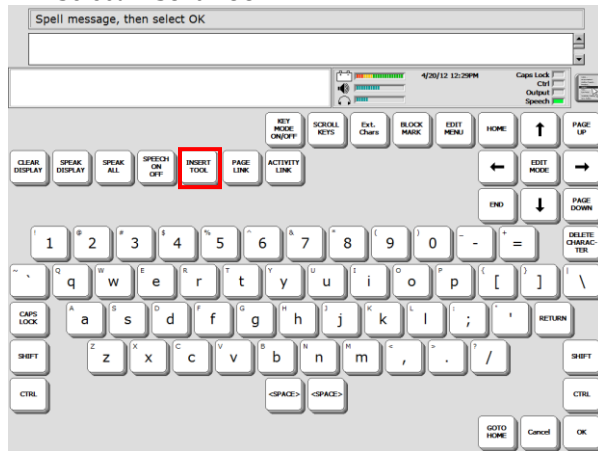 Spell message, then select OK
4/20/12 12:29PM
Caps Lock
Ctrl
Output
Speech
KEY MODE ON/OFF SCROLL KEYS Ext. Chars BLOCK MARK EDIT MENU HOME ↑ PAGE UP
CLEAR DISPLAY SPEAK DISPLAY SPEAK ALL SPEECH ON OFF INSERT TOOL PAGE LINK ACTIVITY LINK ← EDIT MODE →
END ↓ PAGE DOWN
! 1 @ 2 # 3 $ 4 % 5 ^ 6 & 7 * 8 ( 9 ) 0 _ - + = DELETE CHARAC-TER
~ ` Q q W w E e R r T t Y y U u I i O o P p { [ } ] | \
CAPS LOCK A a S s D d F f G g H h J j K k L l : ; " ' RETURN
SHIFT Z z X x C c V v B b N n M m < , > . ? / SHIFT
CTRL <SPACE> <SPACE> CTRL
GOTO HOME Cancel OK